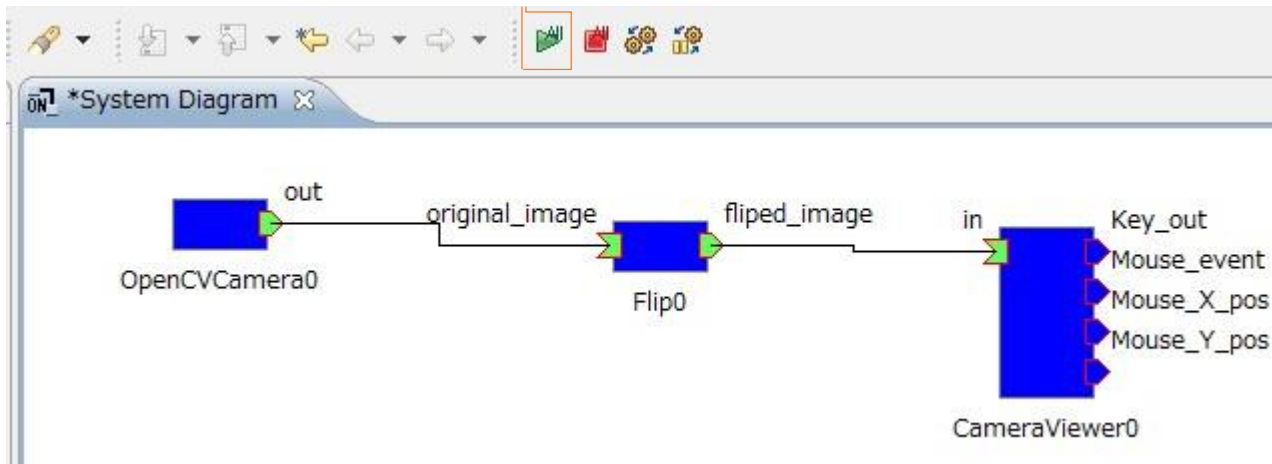 *System Diagram
out
original_image
fliped_image
in
Key_out
Mouse_event
Mouse_X_pos
Mouse_Y_pos
OpenCVCamera0
Flip0
CameraViewer0